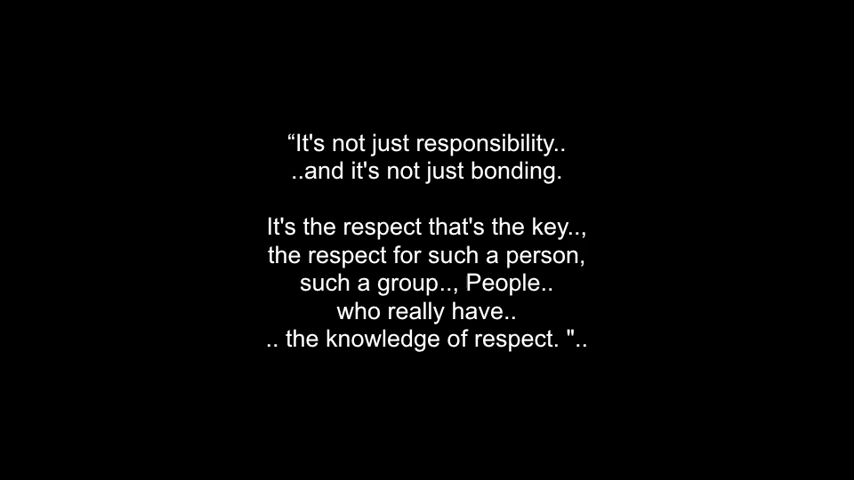 “It's not just responsibility..
..and it's not just bonding.
It's the respect that's the key..,
the respect for such a person,
such a group.., People..
who really have..
.. the knowledge of respect. "..